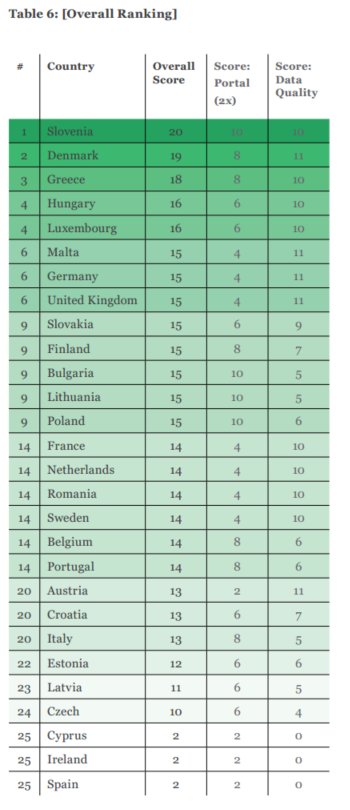 Table 6: [Overall Ranking]
# Country Overall Score Score: Portal (2x) Score: Data Quality
1 Slovenia 20 10 10
2 Denmark 19 8 11
3 Greece 18 8 10
4 Hungary 16 6 10
4 Luxembourg 16 6 10
6 Malta 15 4 11
6 Germany 15 4 11
6 United Kingdom 15 4 11
9 Slovakia 15 6 9
9 Finland 15 8 7
9 Bulgaria 15 10 5
9 Lithuania 15 10 5
9 Poland 15 10 6
14 France 14 4 10
14 Netherlands 14 4 10
14 Romania 14 4 10
14 Sweden 14 4 10
14 Belgium 14 8 6
14 Portugal 14 8 6
20 Austria 13 2 11
20 Croatia 13 6 7
20 Italy 13 8 5
22 Estonia 12 6 6
23 Latvia 11 6 5
24 Czech 10 6 4
25 Cyprus 2 2 0
25 Ireland 2 2 0
25 Spain 2 2 0